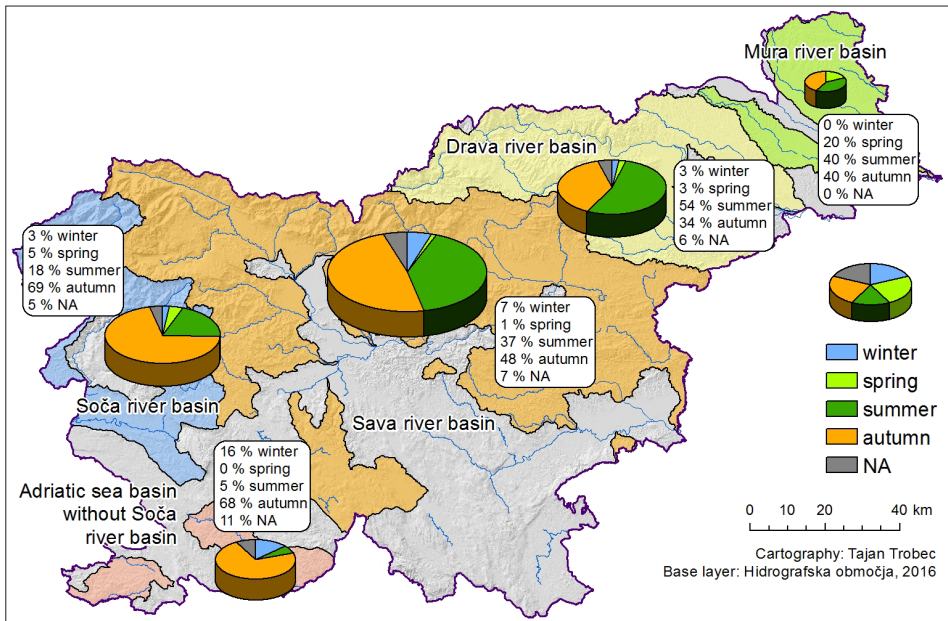 Mura river basin
0 % winter
20 % spring
40 % summer
40 % autumn
0 % NA
Drava river basin
3 % winter
3 % spring
54 % summer
34 % autumn
6 % NA
3 % winter
5 % spring
18 % summer
69 % autumn
5 % NA
Soča river basin
7 % winter
1 % spring
37 % summer
48 % autumn
7 % NA
Sava river basin
16 % winter
0 % spring
5 % summer
68 % autumn
11 % NA
Adriatic sea basin
without Soča
river basin
winter
spring
summer
autumn
NA
0 10 20 40 km
Cartography: Tajan Trobec
Base layer: Hidrografska območja, 2016